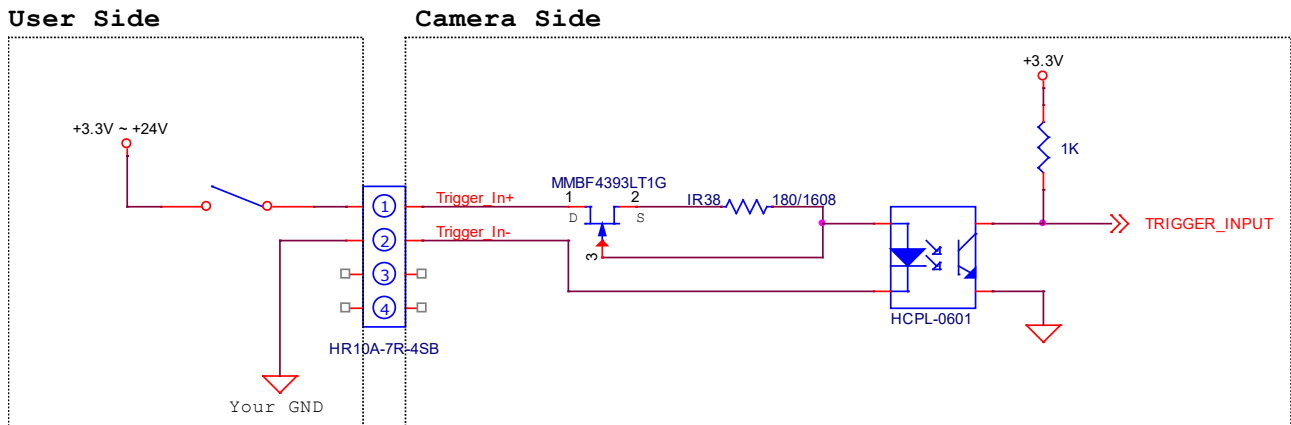 User Side
Camera Side
+3.3V
+3.3V ~ +24V
1K
MMBF4393LT1G
1
2
IR38
180/1608
1
Trigger_In+
D
S
TRIGGER_INPUT
2
Trigger_In-
3
3
4
HCPL-0601
HR10A-7R-4SB
Your GND